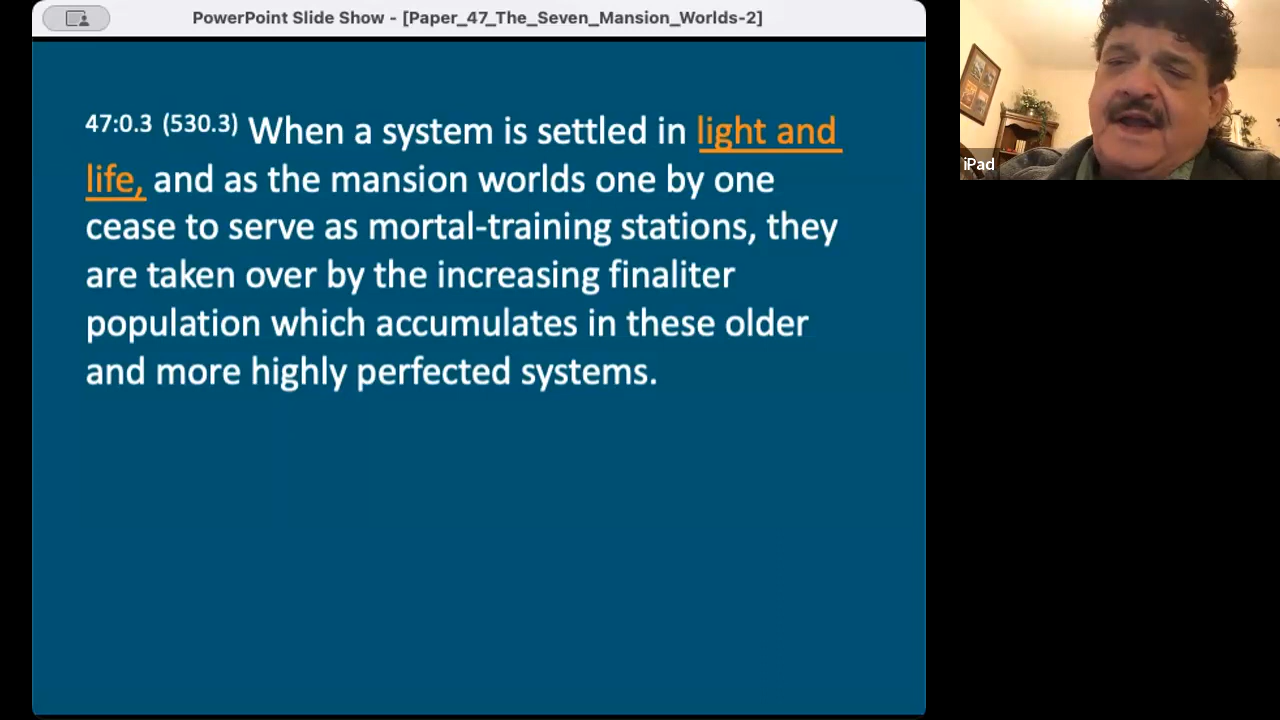 PowerPoint Slide Show - [Paper_47_The_Seven_Mansion_Worlds-2]
47:0.3 (530.3) When a system is settled in light and
life, and as the mansion worlds one by one
cease to serve as mortal-training stations, they
are taken over by the increasing finaliter
population which accumulates in these older
and more highly perfected systems.
iPad